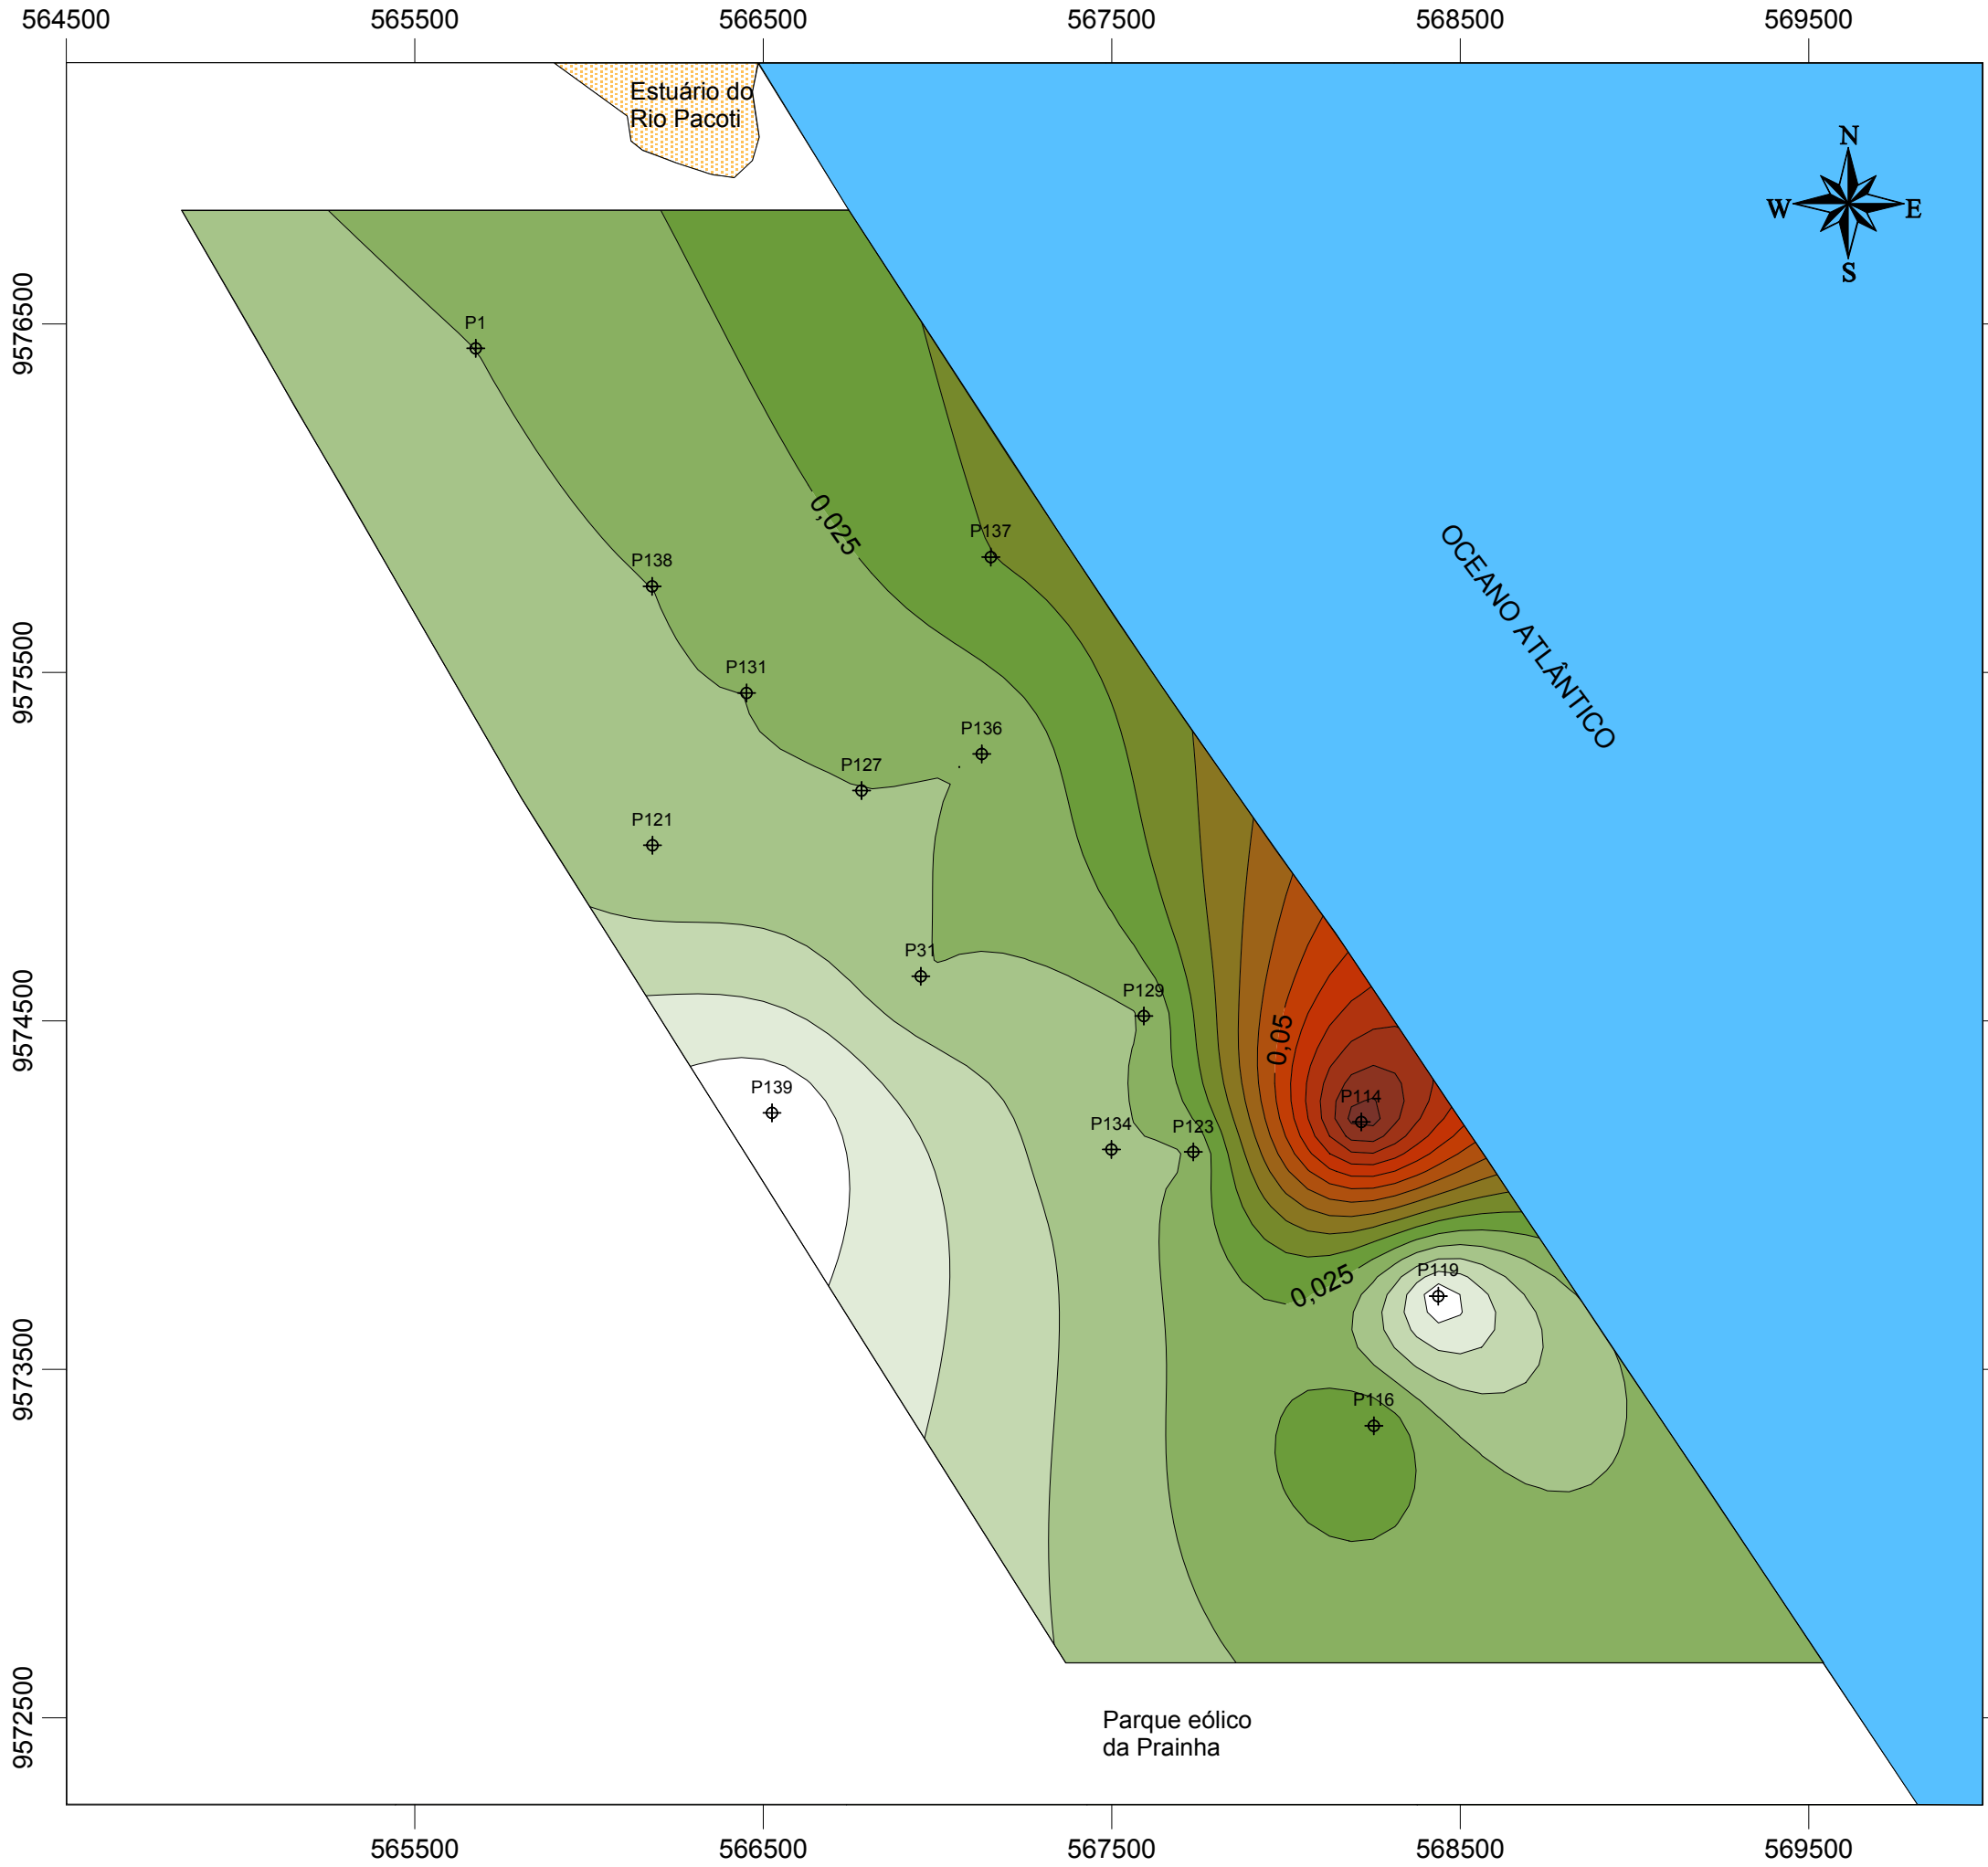 564500
565500
566500
567500
568500
569500
Estuário do
Rio Pacoti
N
W
E
S
9576500
P1
0,025
P137
OCEANO ATLÂNTICO
P138
9575500
P131
P136
P127
P121
P31
9574500
P129
0,05
P139
P114
P134
P123
P119
0,025
9573500
P116
9572500
Parque eólico
da Prainha
565500
566500
567500
568500
569500